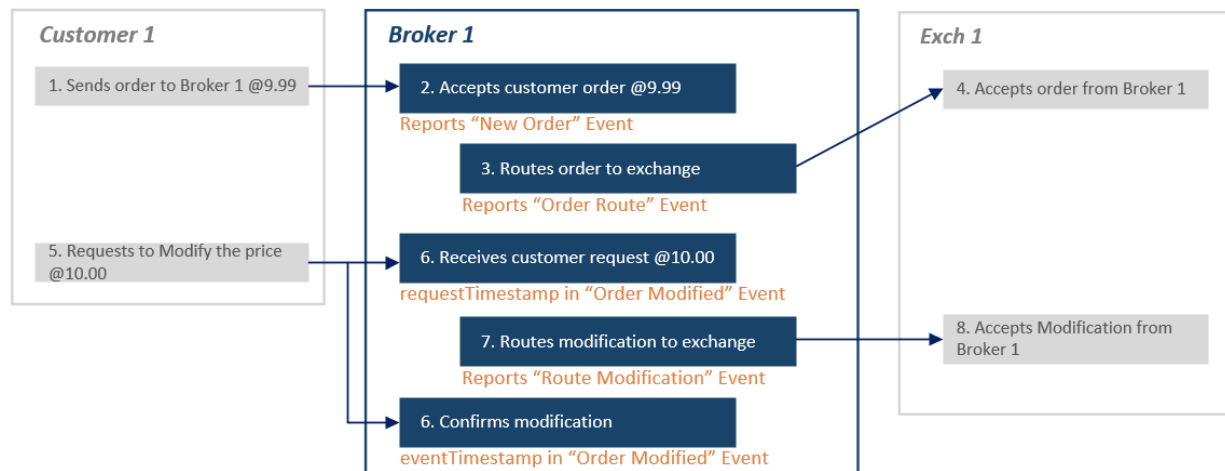 Customer 1
Broker 1
Exch 1
1. Sends order to Broker 1 @9.99
2. Accepts customer order @9.99
4. Accepts order from Broker 1
Reports “New Order” Event
3. Routes order to exchange
Reports “Order Route” Event
5. Requests to Modify the price
@10.00
6. Receives customer request @10.00
requestTimestamp in “Order Modified” Event
7. Routes modification to exchange
8. Accepts Modification from
Broker 1
Reports “Route Modification” Event
6. Confirms modification
eventTimestamp in “Order Modified” Event